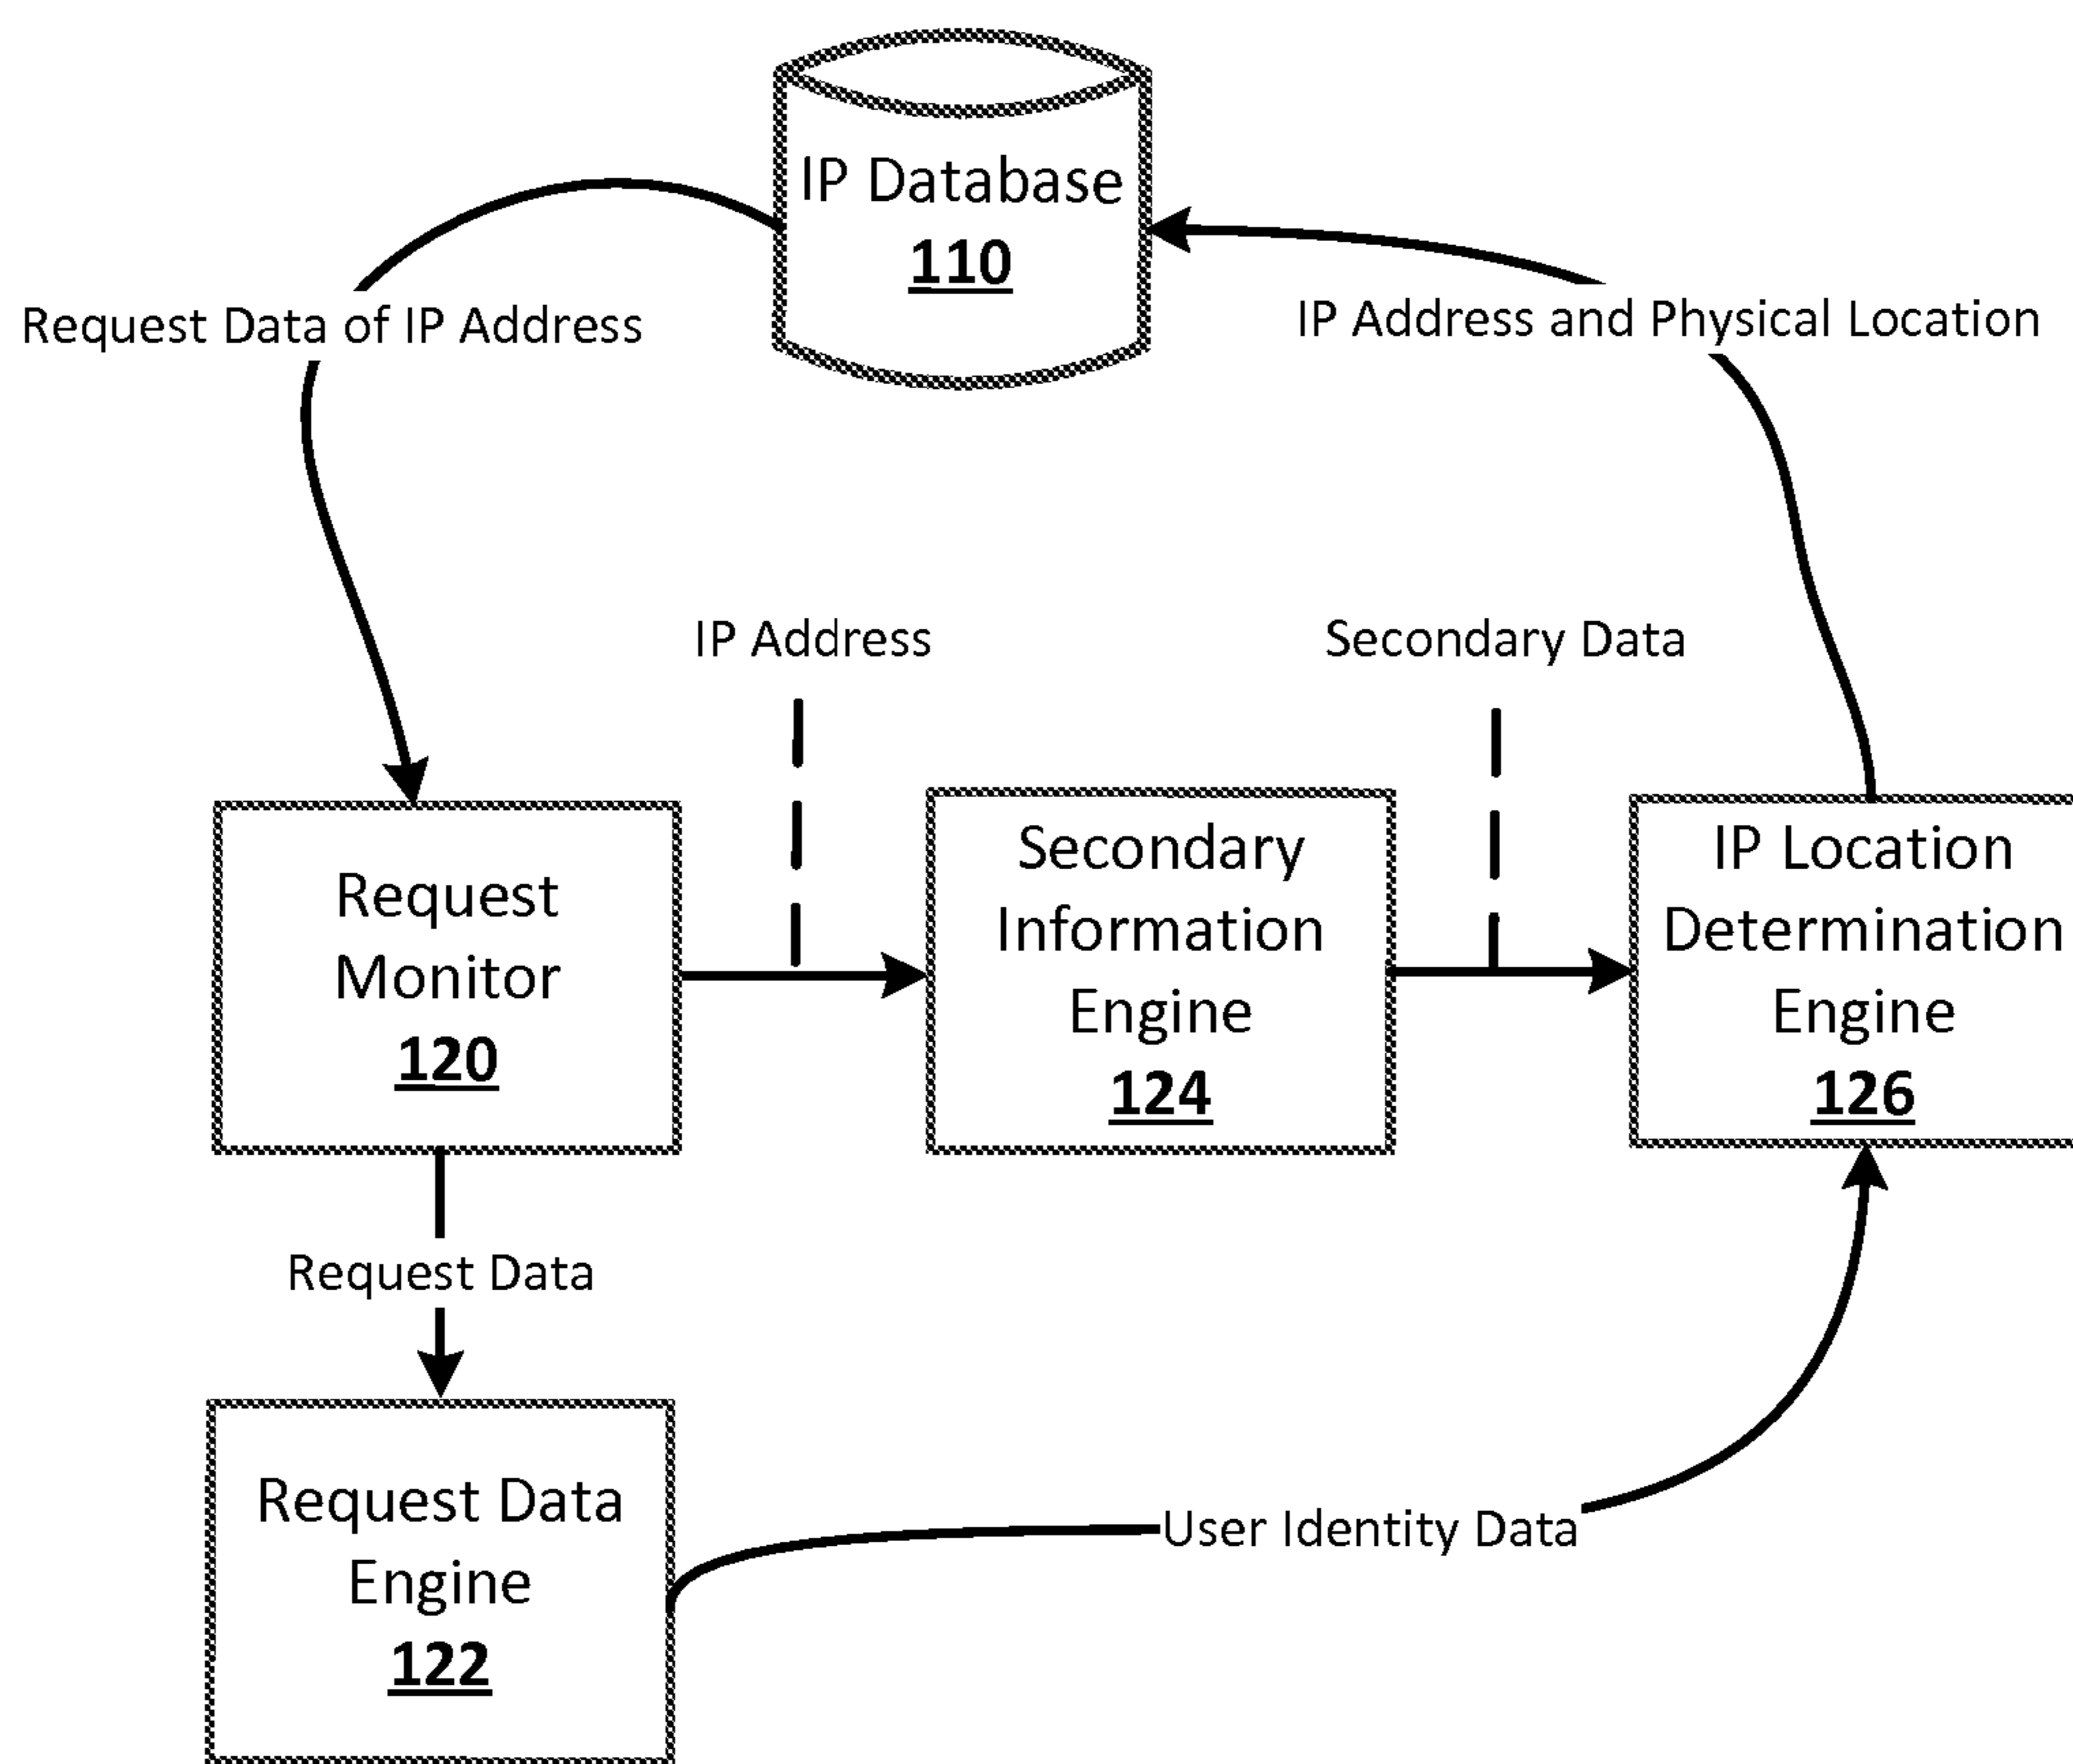 IP Database
110
Request Data of IP Address
IP Address and Physical Location
IP Address
Secondary Data
Request
Monitor
120
Secondary
Information
Engine
124
IP Location
Determination
Engine
126
Request Data
Request Data
Engine
122
User Identity Data